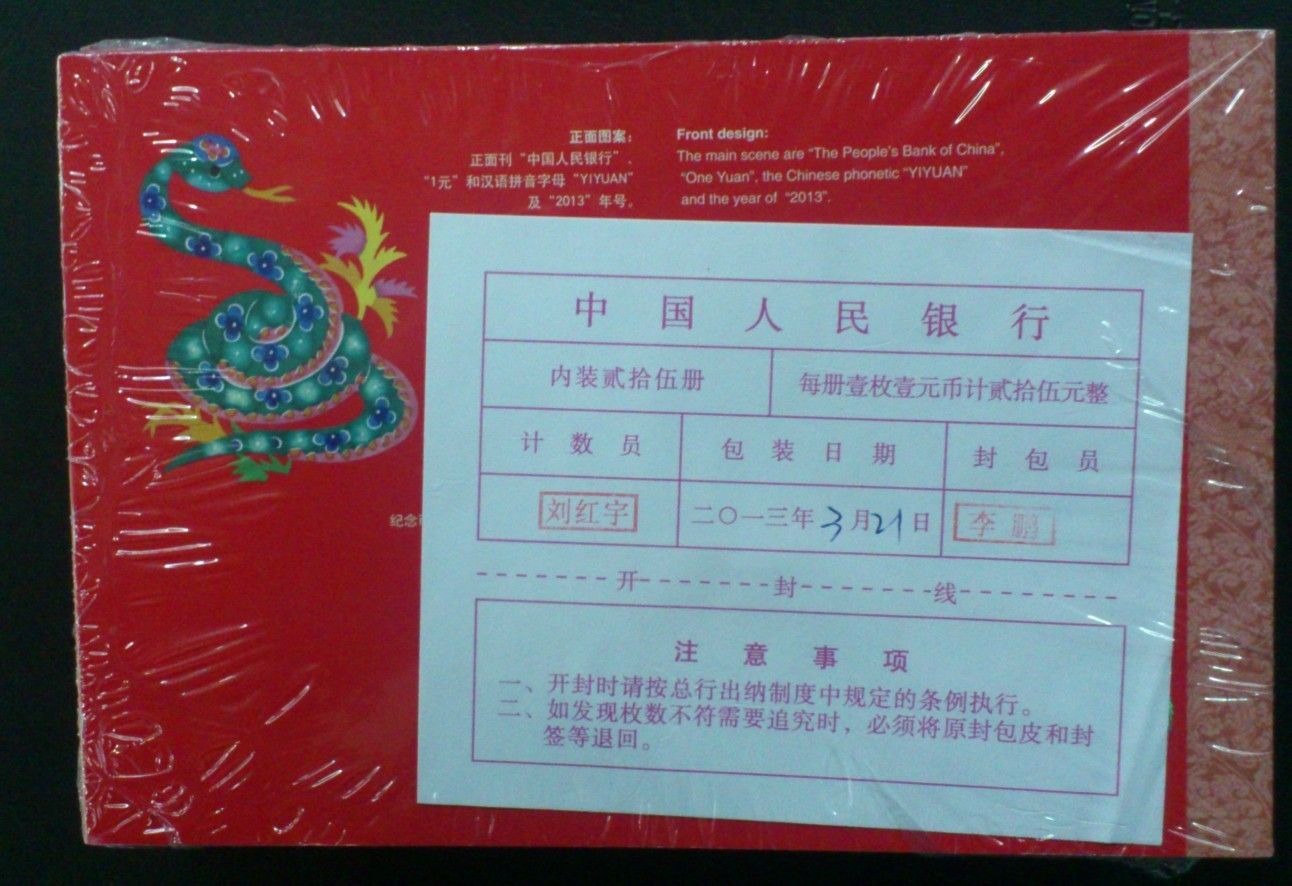 正面图案：
正面刊“中国人民银行”、
“1元”和汉语拼音字母“YIYUAN”
及“2013”年号。
Front design:
The main scene are “The People's Bank of China”,
“One Yuan”, the Chinese phonetic “YIYUAN”
and the year of “2013”.
纪念
中国人民银行
内装贰拾伍册
每册壹枚壹元币计贰拾伍元整
计数员
包装日期
封包员
刘红宇
二〇一三年3月21日
李鹏
开封线
注意事项
一、开封时请按总行出纳制度中规定的条例执行。
二、如发现枚数不符需要追究时，必须将原封包皮和封
签等退回。